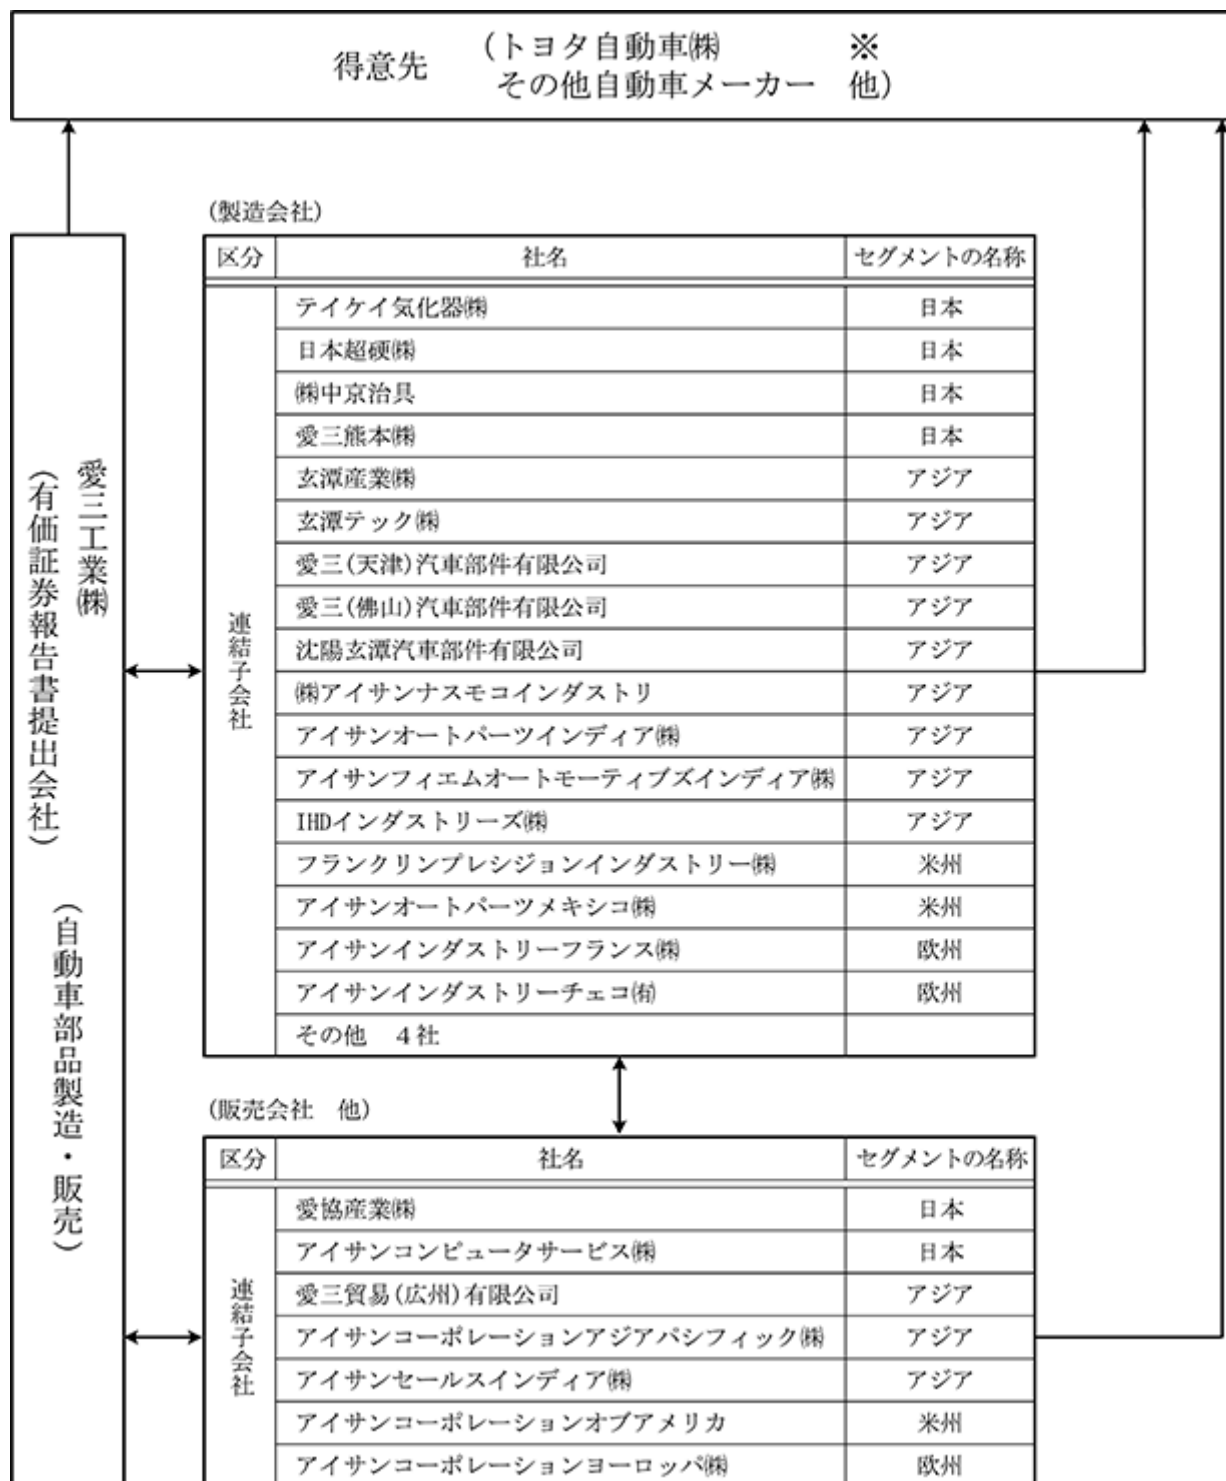 得意先 (トヨタ自動車㈱ ※
その他自動車メーカー 他)
愛三工業㈱
(有価証券報告書提出会社) (自動車部品製造・販売)
(製造会社)
区分 社名 セグメントの名称
連結子会社
テイケイ気化器㈱ 日本
日本超硬㈱ 日本
㈱中京治具 日本
愛三熊本㈱ 日本
玄潭産業㈱ アジア
玄潭テック㈱ アジア
愛三(天津)汽車部件有限公司 アジア
愛三(佛山)汽車部件有限公司 アジア
沈陽玄潭汽車部件有限公司 アジア
㈱アイサンナスモコインダストリ アジア
アイサンオートパーツインディア㈱ アジア
アイサンフィエムオートモーティブズインディア㈱ アジア
IHDインダストリーズ㈱ アジア
フランクリンプレシジョンインダストリー㈱ 米州
アイサンオートパーツメキシコ㈱ 米州
アイサンインダストリーフランス㈱ 欧州
アイサンインダストリーチェコ㈲ 欧州
その他 4社
(販売会社 他)
区分 社名 セグメントの名称
連結子会社
愛協産業㈱ 日本
アイサンコンピュータサービス㈱ 日本
愛三貿易(広州)有限公司 アジア
アイサンコーポレーションアジアパシフィック㈱ アジア
アイサンセールスインディア㈱ アジア
アイサンコーポレーションオブアメリカ 米州
アイサンコーポレーションヨーロッパ㈱ 欧州